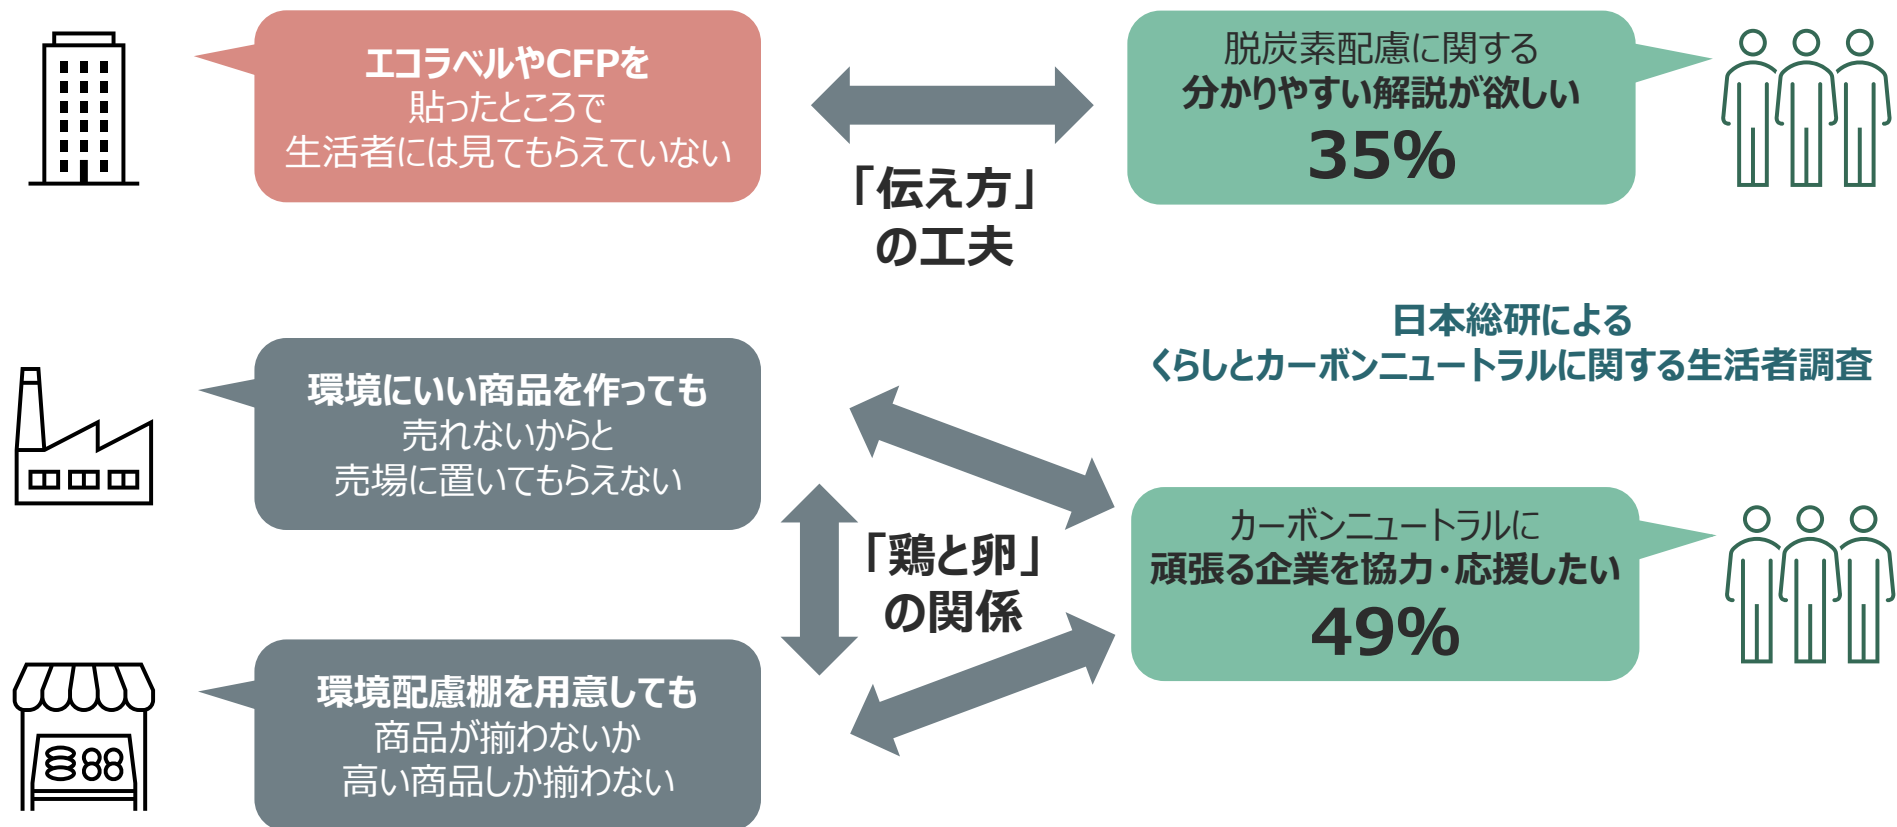 エコラベルやCFPを
貼ったところで
生活者には見てもらえていない
「伝え方」
の工夫
脱炭素配慮に関する
分かりやすい解説が欲しい
35%
日本総研による
くらしとカーボンニュートラルに関する生活者調査
環境にいい商品を作っても
売れないからと
売場に置いてもらえない
「鶏と卵」
の関係
カーボンニュートラルに
頑張る企業を協力・応援したい
49%
環境配慮棚を用意しても
商品が揃わないか
高い商品しか揃わない